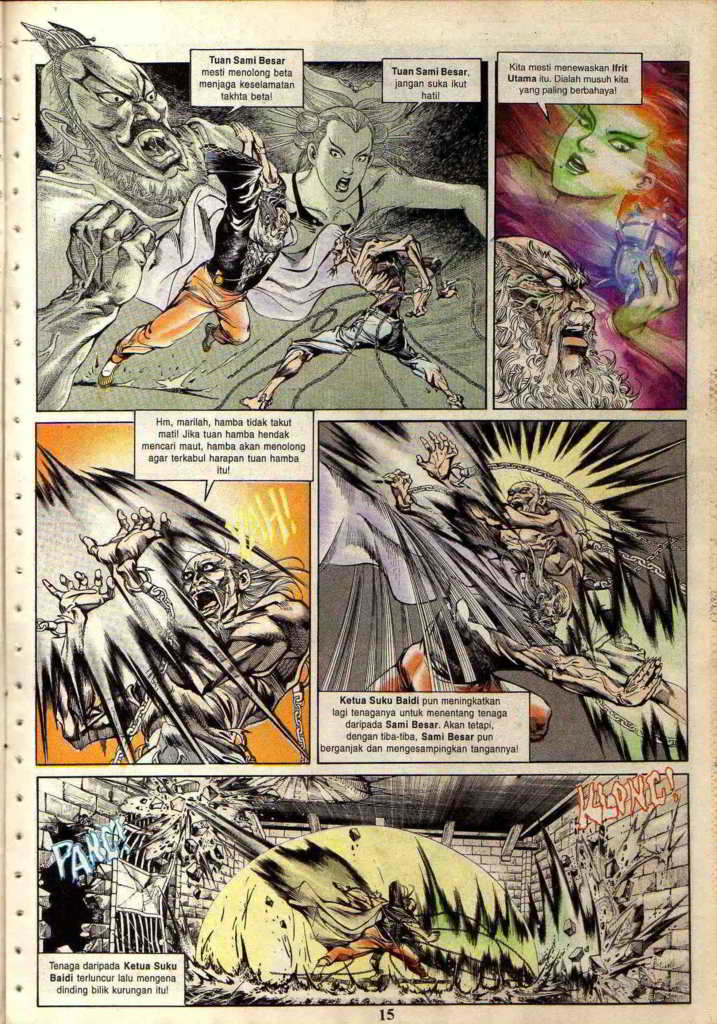 Tuan Sami Besar
mesti menolong beta
menjaga keselamatan
takhta beta!
Tuan Sami Besar,
jangan suka ikut
hati!
Kita mesti menewaskan Ifrit
Utama itu. Dialah musuh kita
yang paling berbahaya!
Hm, marilah, hamba tidak takut
mati! Jika tuan hamba hendak
mencari maut, hamba akan menolong
agar terkabul harapan tuan hamba
itu!
Ketua Suku Baidi pun meningkatkan
lagi tenaganya untuk menentang tenaga
daripada Sami Besar. Akan tetapi,
dengan tiba-tiba, Sami Besar pun
berganjak dan mengesampingkan tangannya!
PANG!
KLONG!
Tenaga daripada Ketua Suku
Baidi terluncur lalu mengena
dinding bilik kurungan itu!
15